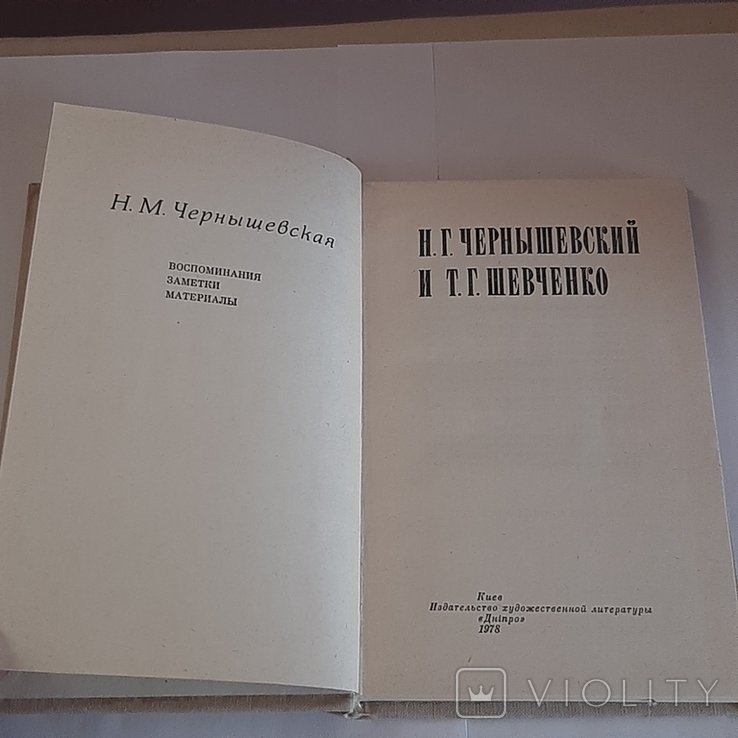 Н. М. Чернышевская
ВОСПОМИНАНИЯ
ЗАМЕТКИ
МАТЕРИАЛЫ
Н. Г. ЧЕРНЫШЕВСКИЙ
И Т. Г. ШЕВЧЕНКО
Киев
Издательство художественной литературы
«Дніпро»
1978
VIOLITY